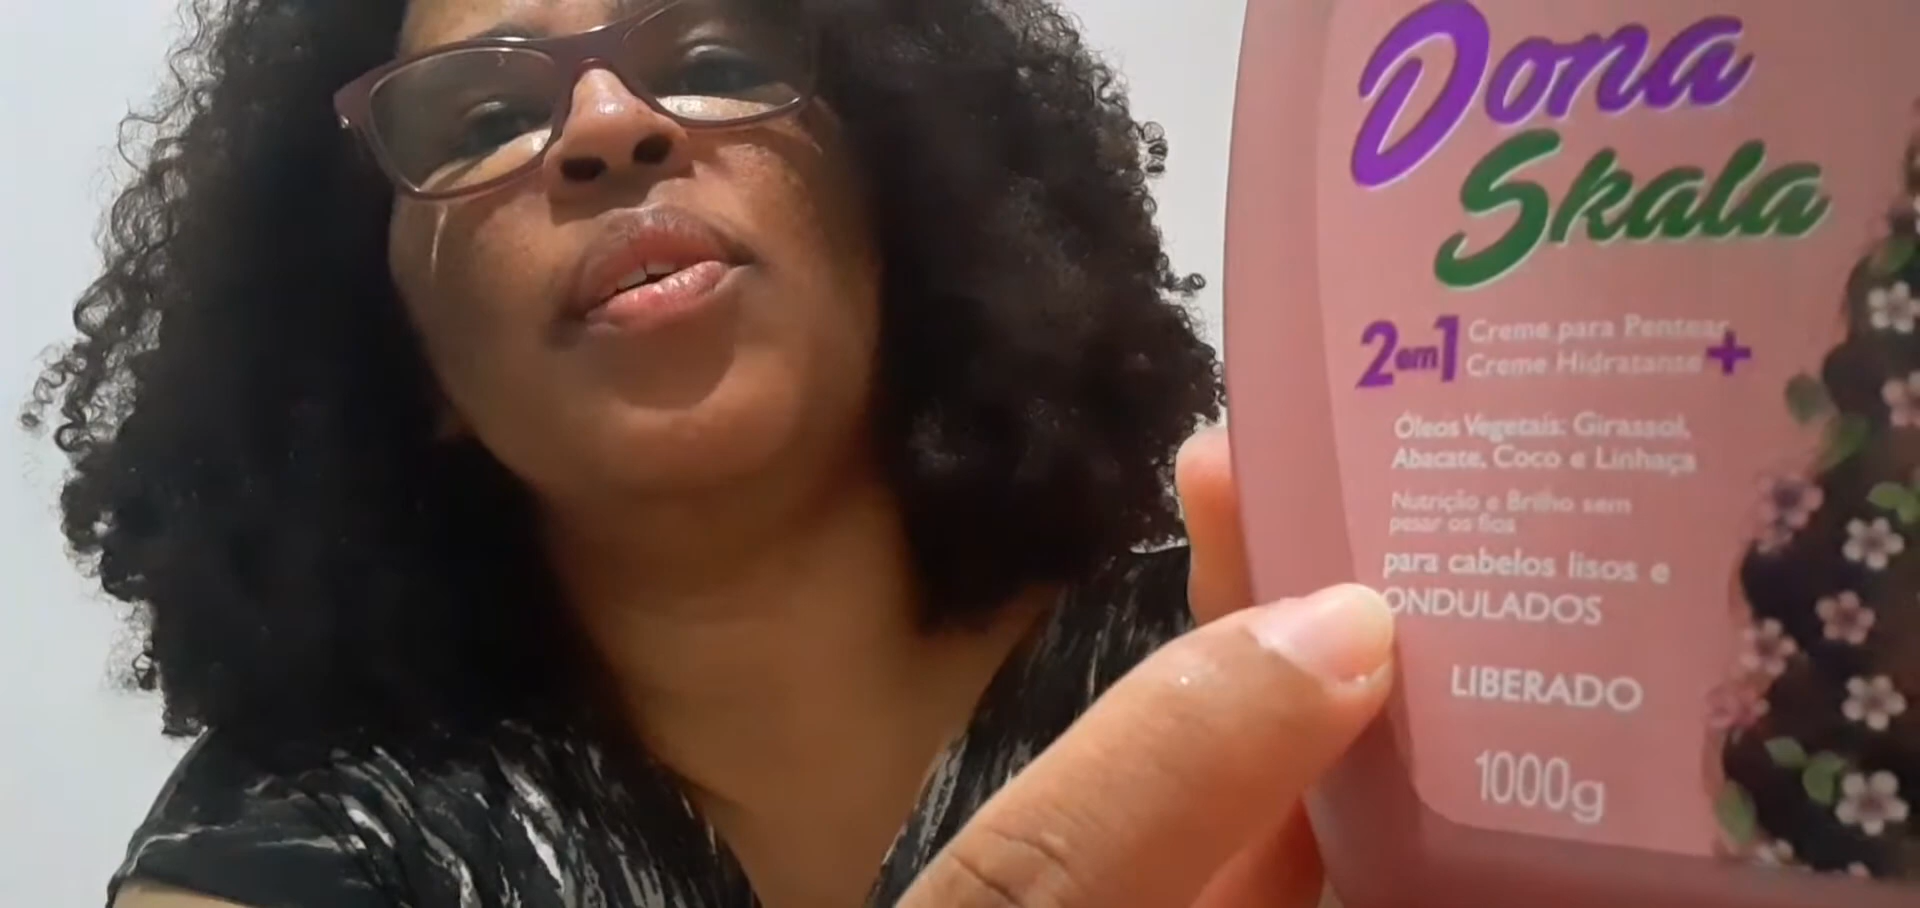 Dona
Skala
2em1 Creme para Pentear +
Creme Hidratante
Óleos Vegetais: Girassol,
Abacate, Coco e Linhaça
Nutrição e Brilho sem
pesar os fios
para cabelos lisos e
ONDULADOS
LIBERADO
1000g